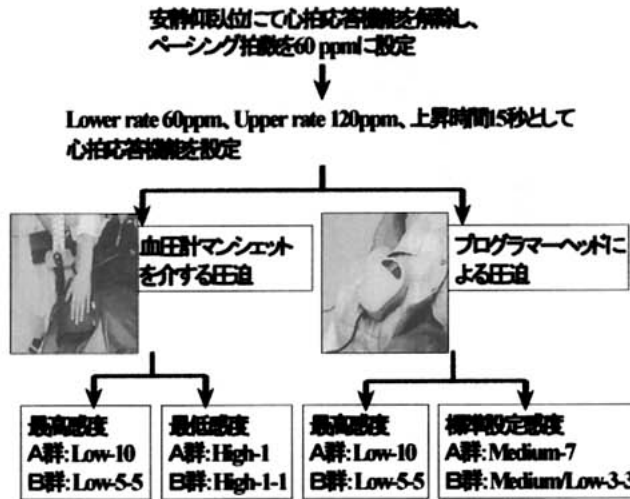 安静仰臥位にて心拍応答機能を解除し、
ペーシング拍数を60 ppmに設定
Lower rate 60ppm、Upper rate 120ppm、上昇時間15秒として
心拍応答機能を設定
血圧計マンシェット
を介する圧迫
プログラマーヘッドに
よる圧迫
最高感度
A群:Low-10
B群:Low-5-5
最低感度
A群:High-1
B群:High-1-1
最高感度
A群:Low-10
B群:Low-5-5
標準設定感度
A群:Medium-7
B群:Medium/Low-3-3